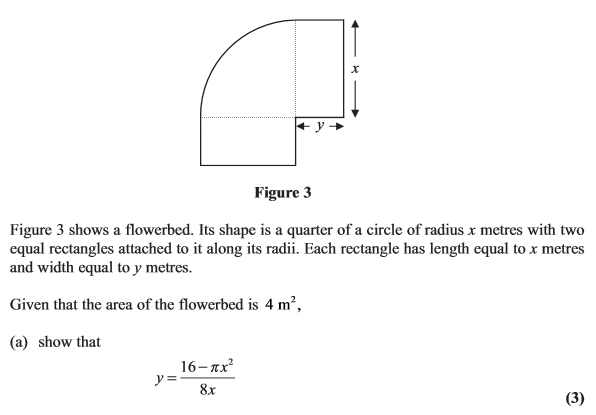 x
y
Figure 3
Figure 3 shows a flowerbed. Its shape is a quarter of a circle of radius x metres with two
equal rectangles attached to it along its radii. Each rectangle has length equal to x metres
and width equal to y metres.
Given that the area of the flowerbed is 4 m²,
(a) show that
y = (16 − πx²) / 8x
(3)